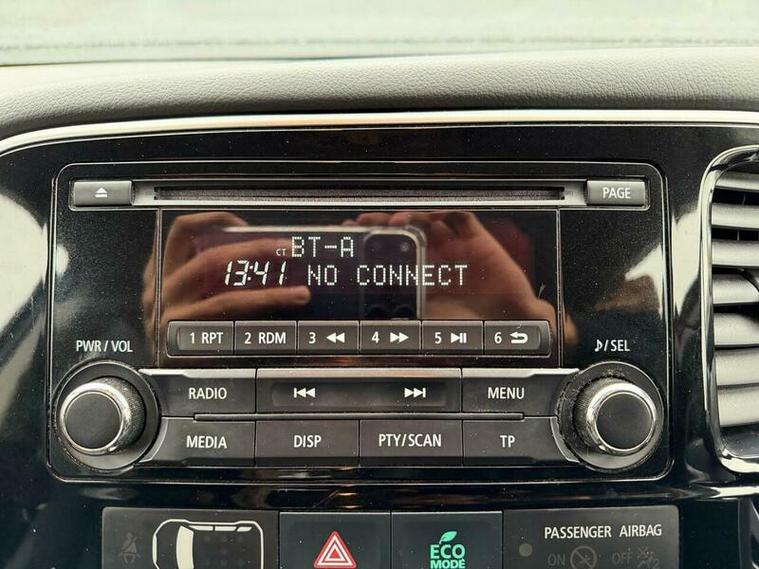 PAGE
CT BT-A
13:41 NO CONNECT
1 RPT 2 RDM 3 4 5 6
PWR/VOL ♪/SEL
RADIO MENU
MEDIA DISP PTY/SCAN TP
PASSENGER AIRBAG
ECO
MODE
ON OFF